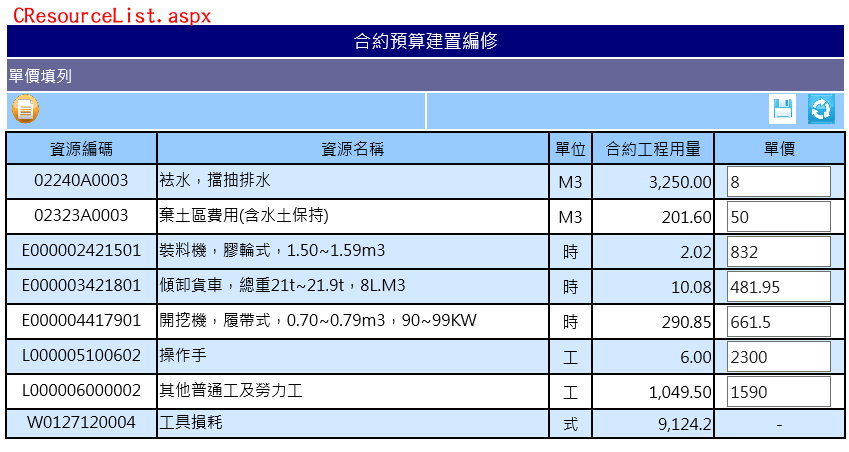 CResourceList.aspx
合約預算建置編修
單價填列
資源編碼 資源名稱 單位 合約工程用量 單價
02240A0003 袪水，擋抽排水 M3 3,250.00 8
02323A0003 棄土區費用(含水土保持) M3 201.60 50
E000002421501 裝料機，膠輪式，1.50~1.59m3 時 2.02 832
E000003421801 傾卸貨車，總重21t~21.9t，8L.M3 時 10.08 481.95
E000004417901 開挖機，履帶式，0.70~0.79m3，90~99KW 時 290.85 661.5
L000005100602 操作手 工 6.00 2300
L000006000002 其他普通工及勞力工 工 1,049.50 1590
W0127120004 工具損耗 式 9,124.2 -